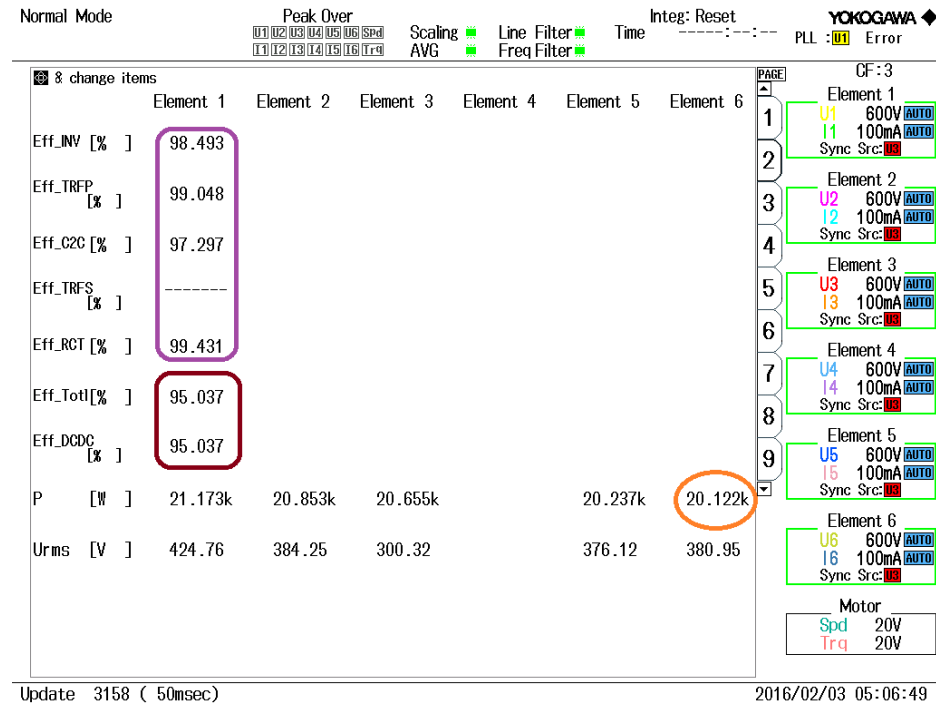 Normal Mode Peak Over Integ: Reset YOKOGAWA
U1 U2 U3 U4 U5 U6 Spd Scaling Line Filter Time -----:--:-- PLL :U1 Error
I1 I2 I3 I4 I5 I6 Trq AVG Freq Filter
8 change items PAGE CF:3
Element 1 Element 2 Element 3 Element 4 Element 5 Element 6
Eff_INV [% ] 98.493
Eff_TRFP [% ] 99.048
Eff_C2C [% ] 97.297
Eff_TRFS [% ] -------
Eff_RCT [% ] 99.431
Eff_Totl[% ] 95.037
Eff_DCDC [% ] 95.037
P [W ] 21.173k 20.853k 20.655k 20.237k 20.122k
Urms [V ] 424.76 384.25 300.32 376.12 380.95
1
2
3
4
5
6
7
8
9
Element 1
U1 600V AUTO
I1 100mA AUTO
Sync Src:U3
Element 2
U2 600V AUTO
I2 100mA AUTO
Sync Src:U3
Element 3
U3 600V AUTO
I3 100mA AUTO
Sync Src:U3
Element 4
U4 600V AUTO
I4 100mA AUTO
Sync Src:U3
Element 5
U5 600V AUTO
I5 100mA AUTO
Sync Src:U3
Element 6
U6 600V AUTO
I6 100mA AUTO
Sync Src:U3
Motor
Spd 20V
Trq 20V
Update 3158 ( 50msec) 2016/02/03 05:06:49